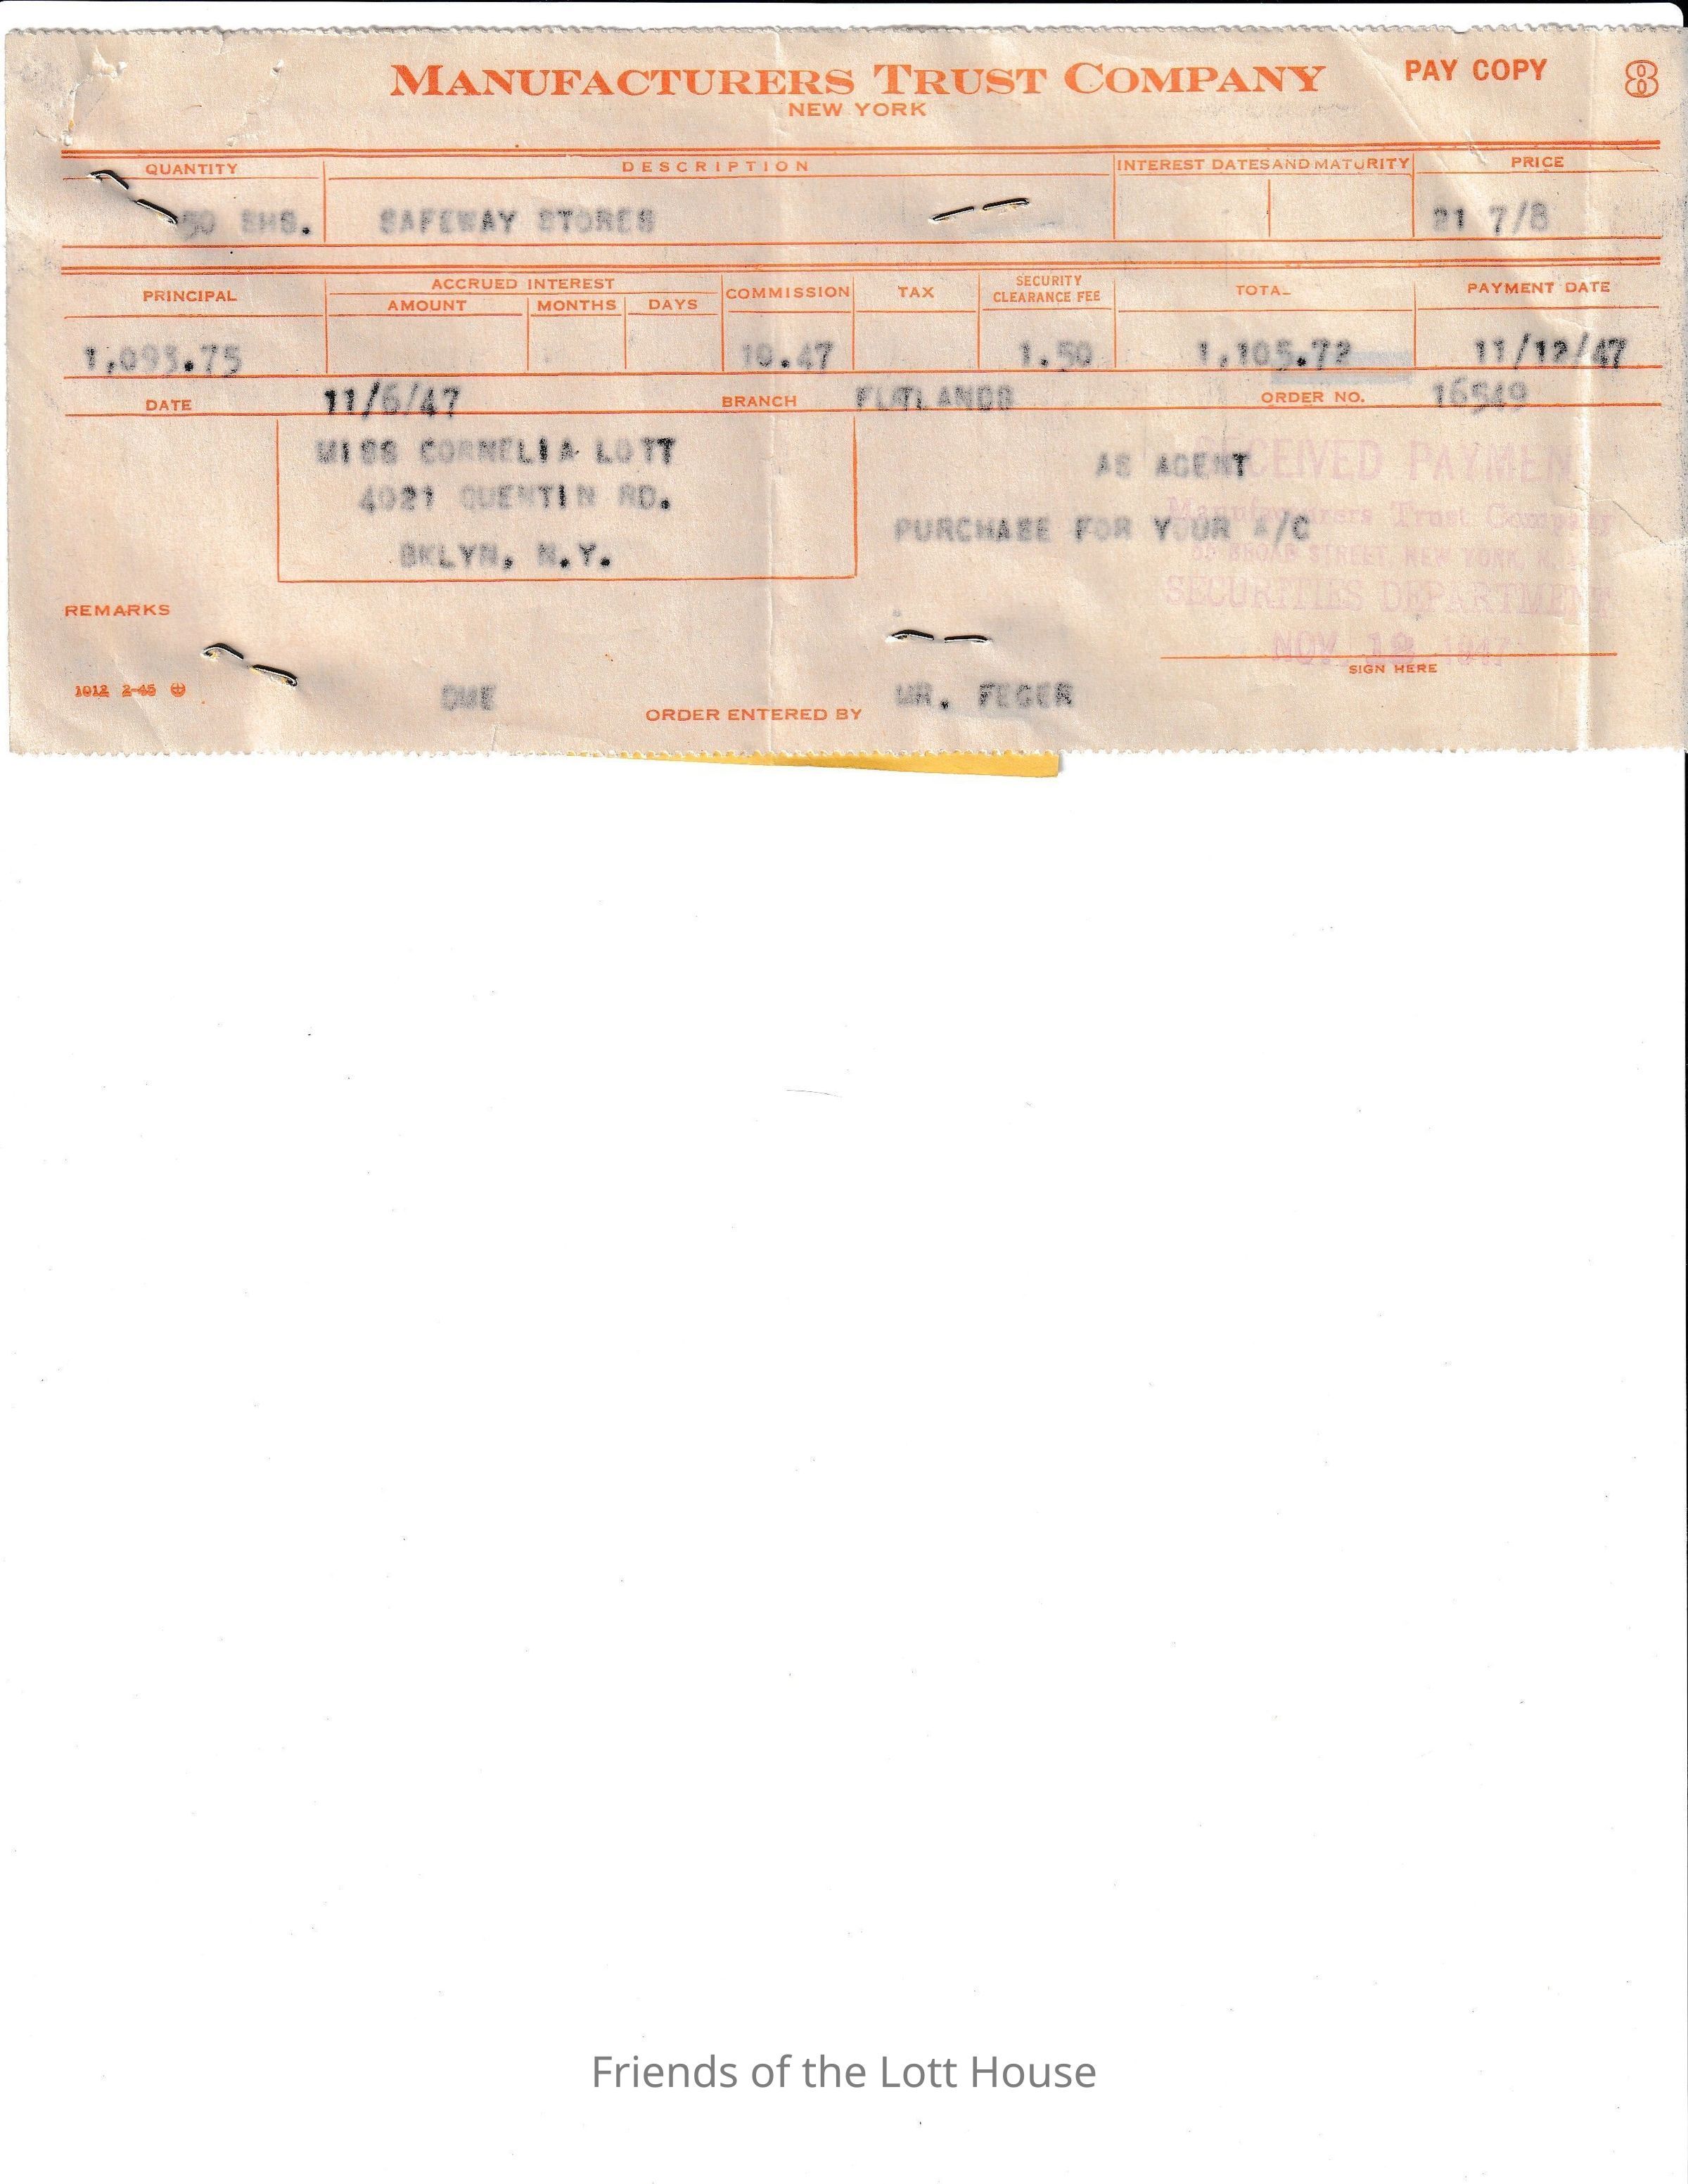 MANUFACTURERS TRUST COMPANY
NEW YORK
PAY COPY
8
QUANTITY DESCRIPTION INTEREST DATES AND MATURITY PRICE
50 SHS. SAFEWAY STORES 21 7/8
PRINCIPAL ACCRUED INTEREST COMMISSION TAX SECURITY CLEARANCE FEE TOTAL PAYMENT DATE
AMOUNT MONTHS DAYS
1,093.75 10.47 1.50 1,105.72 11/12/47
DATE 11/6/47 BRANCH FLATLANDS ORDER NO. 16549
MISS CORNELIA LOTT
4021 QUENTIN RD.
BKLYN, N.Y.
AS AGENT
PURCHASE FOR YOUR A/C
RECEIVED PAYMENT
Manufacturers Trust Company
BROAD STREET, NEW YORK, N.
SECURITIES DEPARTMENT
NOV 1947
REMARKS
SIGN HERE
1012 2-45
ORDER ENTERED BY MR. FEGER
Friends of the Lott House